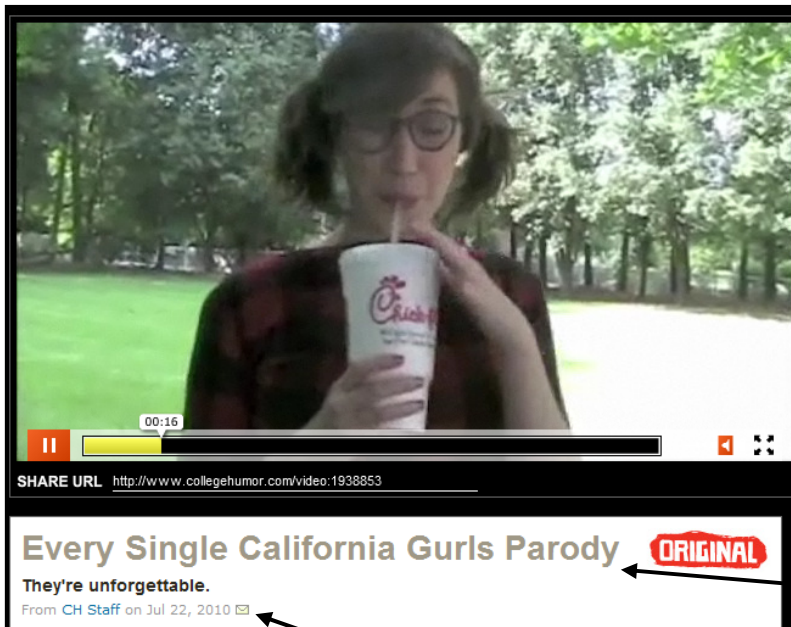 Chick-
00:16
SHARE URL http://www.collegehumor.com/video:1938853
Every Single California Gurls Parody ORIGINAL
They're unforgettable.
From CH Staff on Jul 22, 2010